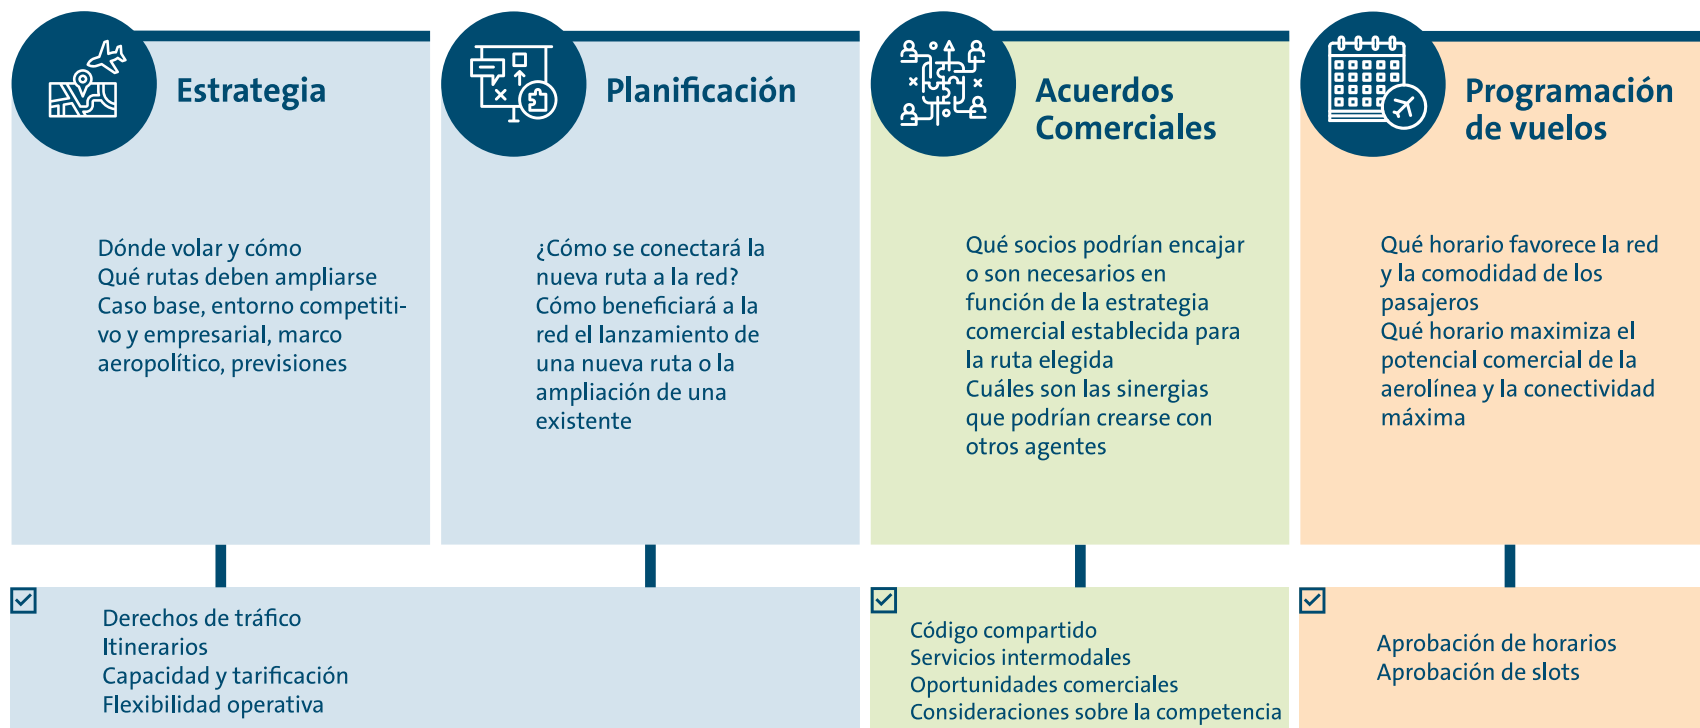 Estrategia
Dónde volar y cómo
Qué rutas deben ampliarse
Caso base, entorno competiti-
vo y empresarial, marco
aeropolítico, previsiones
Planificación
¿Cómo se conectará la
nueva ruta a la red?
Cómo beneficiará a la
red el lanzamiento de
una nueva ruta o la
ampliación de una
existente
Acuerdos
Comerciales
Qué socios podrían encajar
o son necesarios en
función de la estrategia
comercial establecida para
la ruta elegida
Cuáles son las sinergias
que podrían crearse con
otros agentes
Programación
de vuelos
Qué horario favorece la red
y la comodidad de los
pasajeros
Qué horario maximiza el
potencial comercial de la
aerolínea y la conectividad
máxima
Derechos de tráfico
Itinerarios
Capacidad y tarificación
Flexibilidad operativa
Código compartido
Servicios intermodales
Oportunidades comerciales
Consideraciones sobre la competencia
Aprobación de horarios
Aprobación de slots